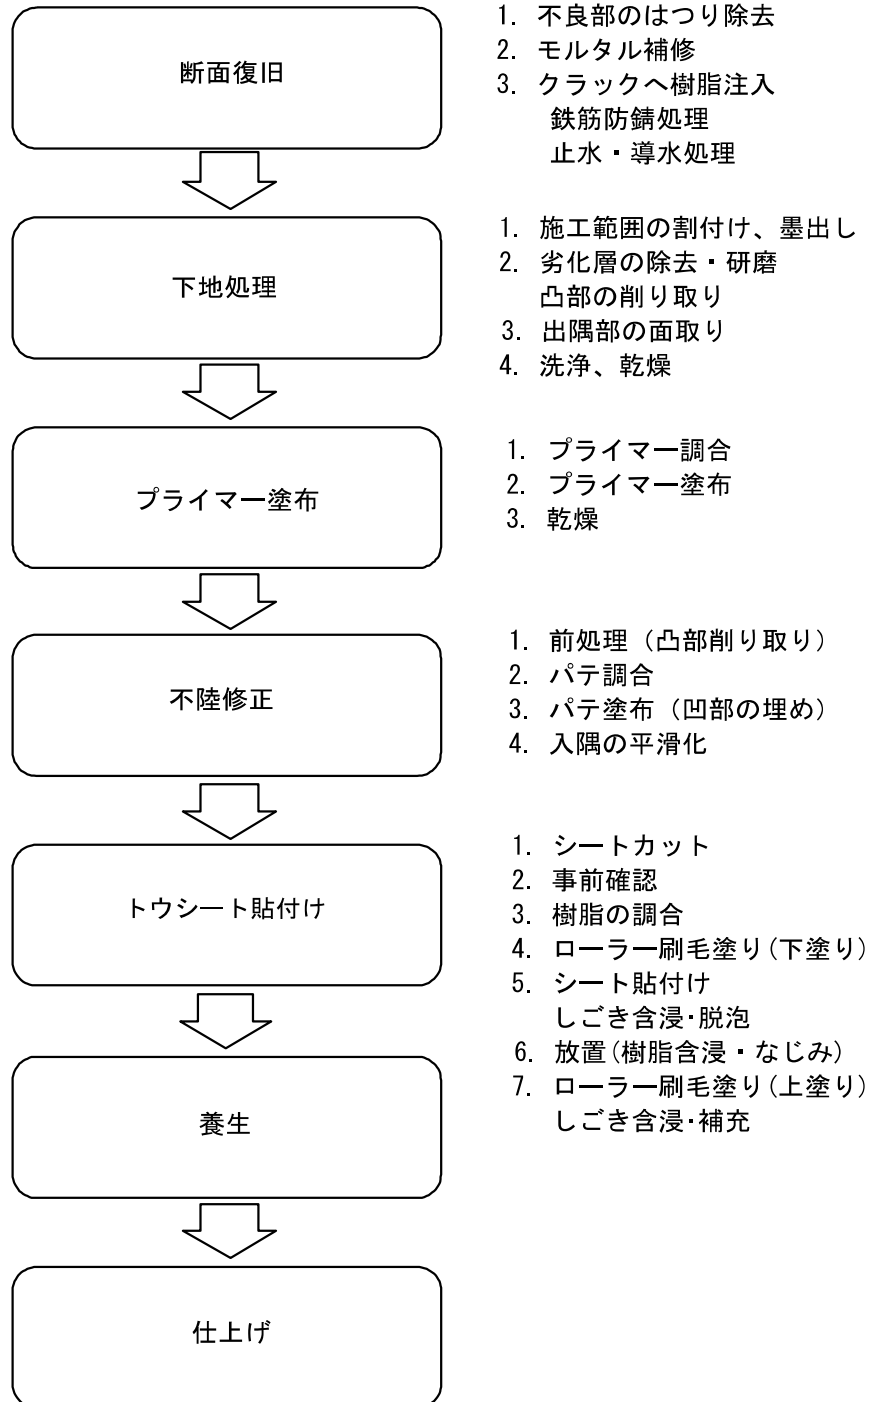 断面復旧
1. 不良部のはつり除去
2. モルタル補修
3. クラックへ樹脂注入
鉄筋防錆処理
止水・導水処理
下地処理
1. 施工範囲の割付け、墨出し
2. 劣化層の除去・研磨
凸部の削り取り
3. 出隅部の面取り
4. 洗浄、乾燥
プライマー塗布
1. プライマー調合
2. プライマー塗布
3. 乾燥
不陸修正
1. 前処理（凸部削り取り）
2. パテ調合
3. パテ塗布（凹部の埋め）
4. 入隅の平滑化
トウシート貼付け
1. シートカット
2. 事前確認
3. 樹脂の調合
4. ローラー刷毛塗り(下塗り)
5. シート貼付け
しごき含浸･脱泡
6. 放置(樹脂含浸・なじみ)
7. ローラー刷毛塗り(上塗り)
しごき含浸･補充
養生
仕上げ